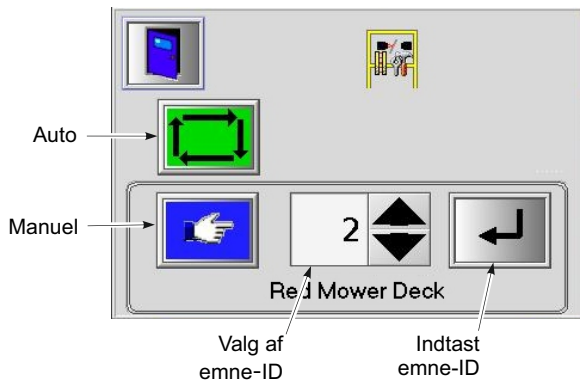 Auto
Manuel
2
Red Mower Deck
Valg af
emne-ID
Indtast
emne-ID